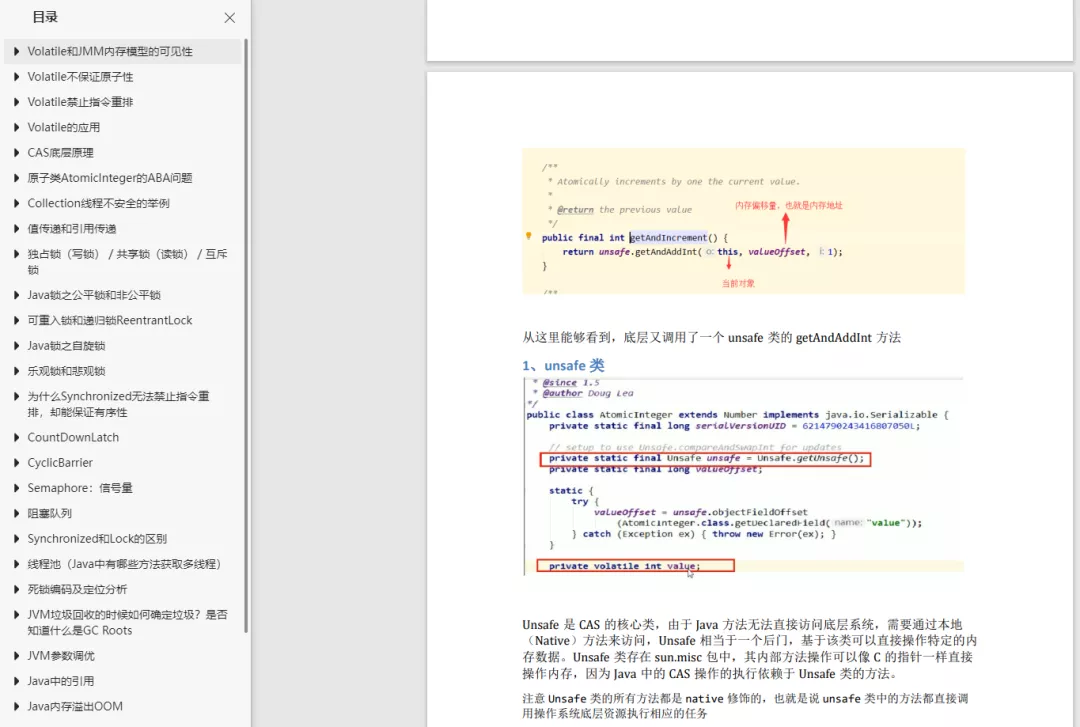 目录
Volatile和JMM内存模型的可见性
Volatile不保证原子性
Volatile禁止指令重排
Volatile的应用
CAS底层原理
原子类AtomicInteger的ABA问题
Collection线程不安全的举例
值传递和引用传递
独占锁（写锁） / 共享锁（读锁） / 互斥
锁
Java锁之公平锁和非公平锁
可重入锁和递归锁ReentrantLock
Java锁之自旋锁
乐观锁和悲观锁
为什么Synchronized无法禁止指令重
排，却能保证有序性
CountDownLatch
CyclicBarrier
Semaphore：信号量
阻塞队列
Synchronized和Lock的区别
线程池（Java中有哪些方法获取多线程）
死锁编码及定位分析
JVM垃圾回收的时候如何确定垃圾？是否
知道什么是GC Roots
JVM参数调优
Java中的引用
Java内存溢出OOM
/**
* Atomically increments by one the current value.
*
* @return the previous value
*/
内存偏移量，也就是内存地址
public final int getAndIncrement() {
return unsafe.getAndAddInt( o: this, valueOffset, i: 1);
}
当前对象
/**
从这里能够看到，底层又调用了一个 unsafe 类的 getAndAddInt 方法
1、unsafe 类
* @since 1.5
* @author Doug Lea
*/
public class AtomicInteger extends Number implements java.io.Serializable {
private static final long serialVersionUID = 6214790243416807050L;
// setup to use Unsafe.compareAndSwapInt for updates
private static final Unsafe unsafe = Unsafe.getUnsafe();
private static final long valueOffset;
static {
try {
valueOffset = unsafe.objectFieldOffset
(AtomicInteger.class.getDeclaredField( name: "value"));
} catch (Exception ex) { throw new Error(ex); }
}
private volatile int value;
Unsafe 是 CAS 的核心类，由于 Java 方法无法直接访问底层系统，需要通过本地
（Native）方法来访问，Unsafe 相当于一个后门，基于该类可以直接操作特定的内
存数据。Unsafe 类存在 sun.misc 包中，其内部方法操作可以像 C 的指针一样直接
操作内存，因为 Java 中的 CAS 操作的执行依赖于 Unsafe 类的方法。
注意 Unsafe 类的所有方法都是 native 修饰的，也就是说 unsafe 类中的方法都直接调
用操作系统底层资源执行相应的任务